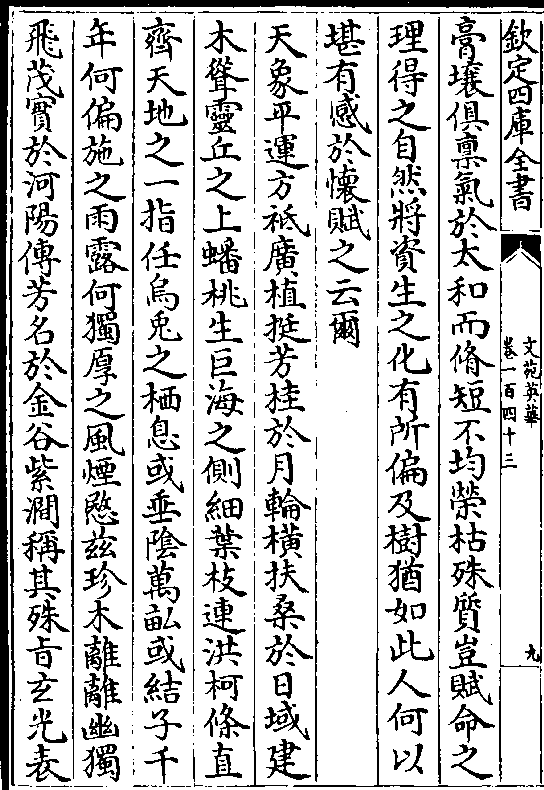 欽定四庫全書
文苑英華
卷一百四十三
九
膏壤俱禀氣於太和而脩短不均榮枯殊質豈賦命之
理得之自然將資生之化有所偏及樹猶如此人何以
堪有感於懷賦之云爾
天象平運方祇廣植挺芳桂於月輪橫扶桑於日域建
木聳靈丘之上蟠桃生巨海之側細葉枝連洪柯條直
齊天地之一指任烏兎之栖息或垂陰萬畝或結子千
年何偏施之雨露何獨厚之風煙愍兹珍木離離幽獨
飛茂實於河陽傳芳名於金谷紫澗稱其殊旨玄光表